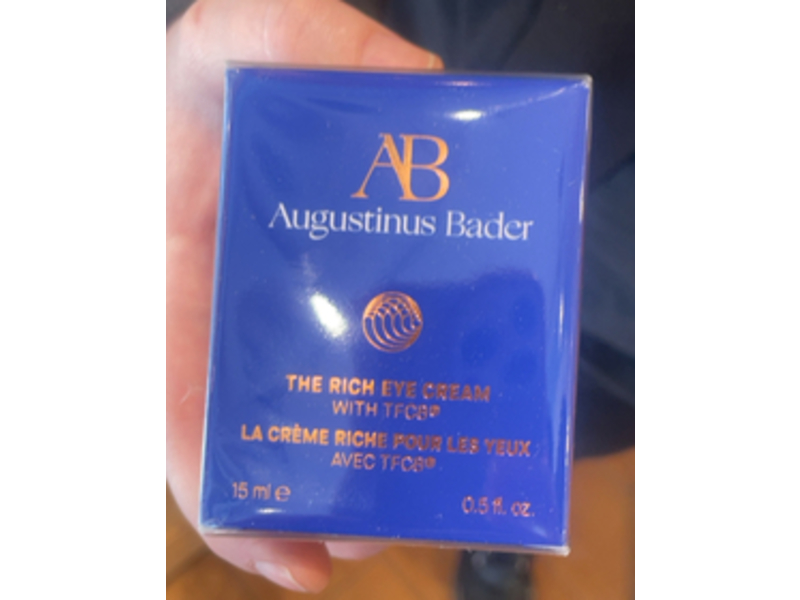 AB
Augustinus Bader
THE RICH EYE CREAM
WITH TFC8®
LA CRÈME RICHE POUR LES YEUX
AVEC TFC8®
15 ml e
0.5 fl. oz.